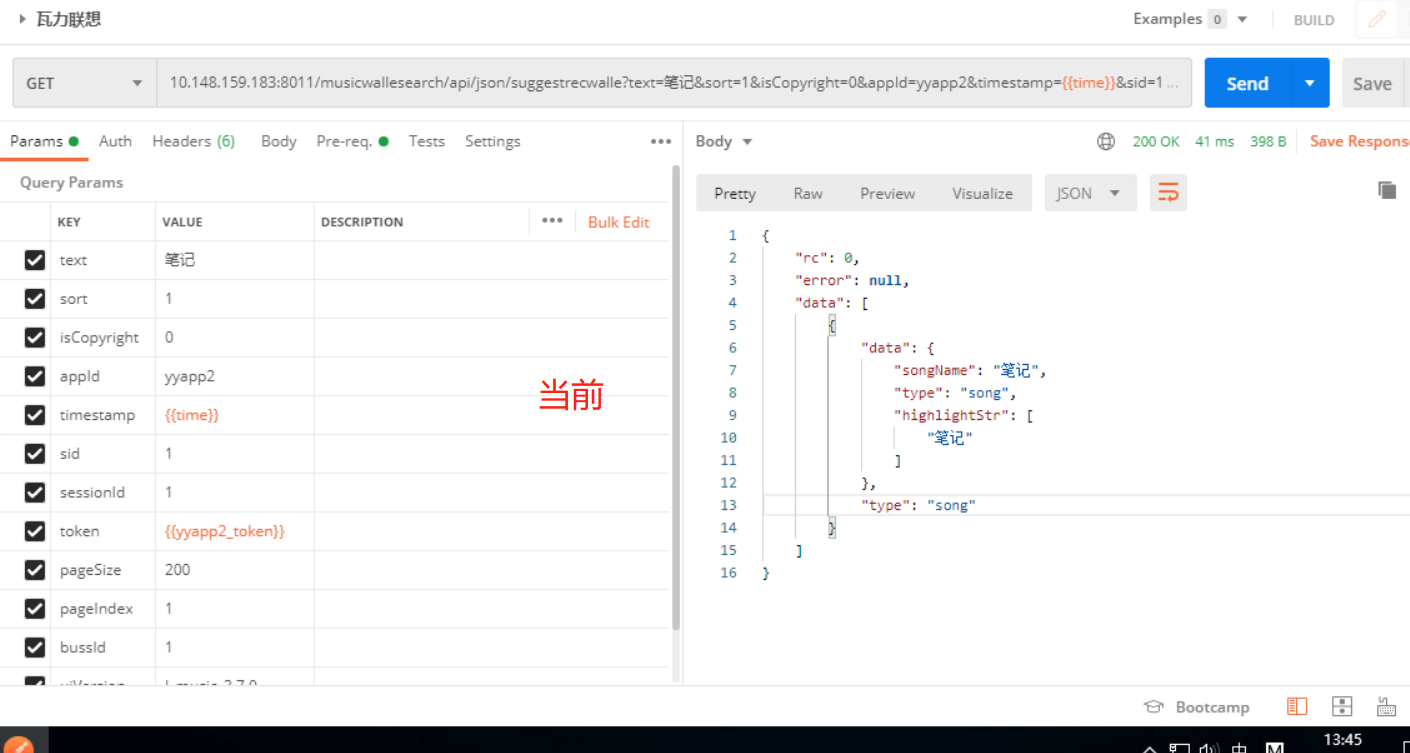 瓦力联想
Examples 0
BUILD
GET
10.148.159.183:8011/musicwallesearch/api/json/suggestrecwalle?text=笔记&sort=1&isCopyright=0&appId=yyapp2&timestamp={{time}}&sid=1 ...
Send
Save
Params
Auth
Headers (6)
Body
Pre-req.
Tests
Settings
Query Params
KEY VALUE DESCRIPTION
Bulk Edit
text 笔记
sort 1
isCopyright 0
appId yyapp2
timestamp {{time}}
sid 1
sessionId 1
token {{yyapp2_token}}
pageSize 200
pageIndex 1
bussId 1
当前
Body
200 OK 41 ms 398 B
Save Respons
Pretty Raw Preview Visualize
JSON
1 {
2 "rc": 0,
3 "error": null,
4 "data": [
5 {
6 "data": {
7 "songName": "笔记",
8 "type": "song",
9 "highlightStr": [
10 "笔记"
11 ]
12 },
13 "type": "song"
14 }
15 ]
16 }
Bootcamp
中
M
13:45